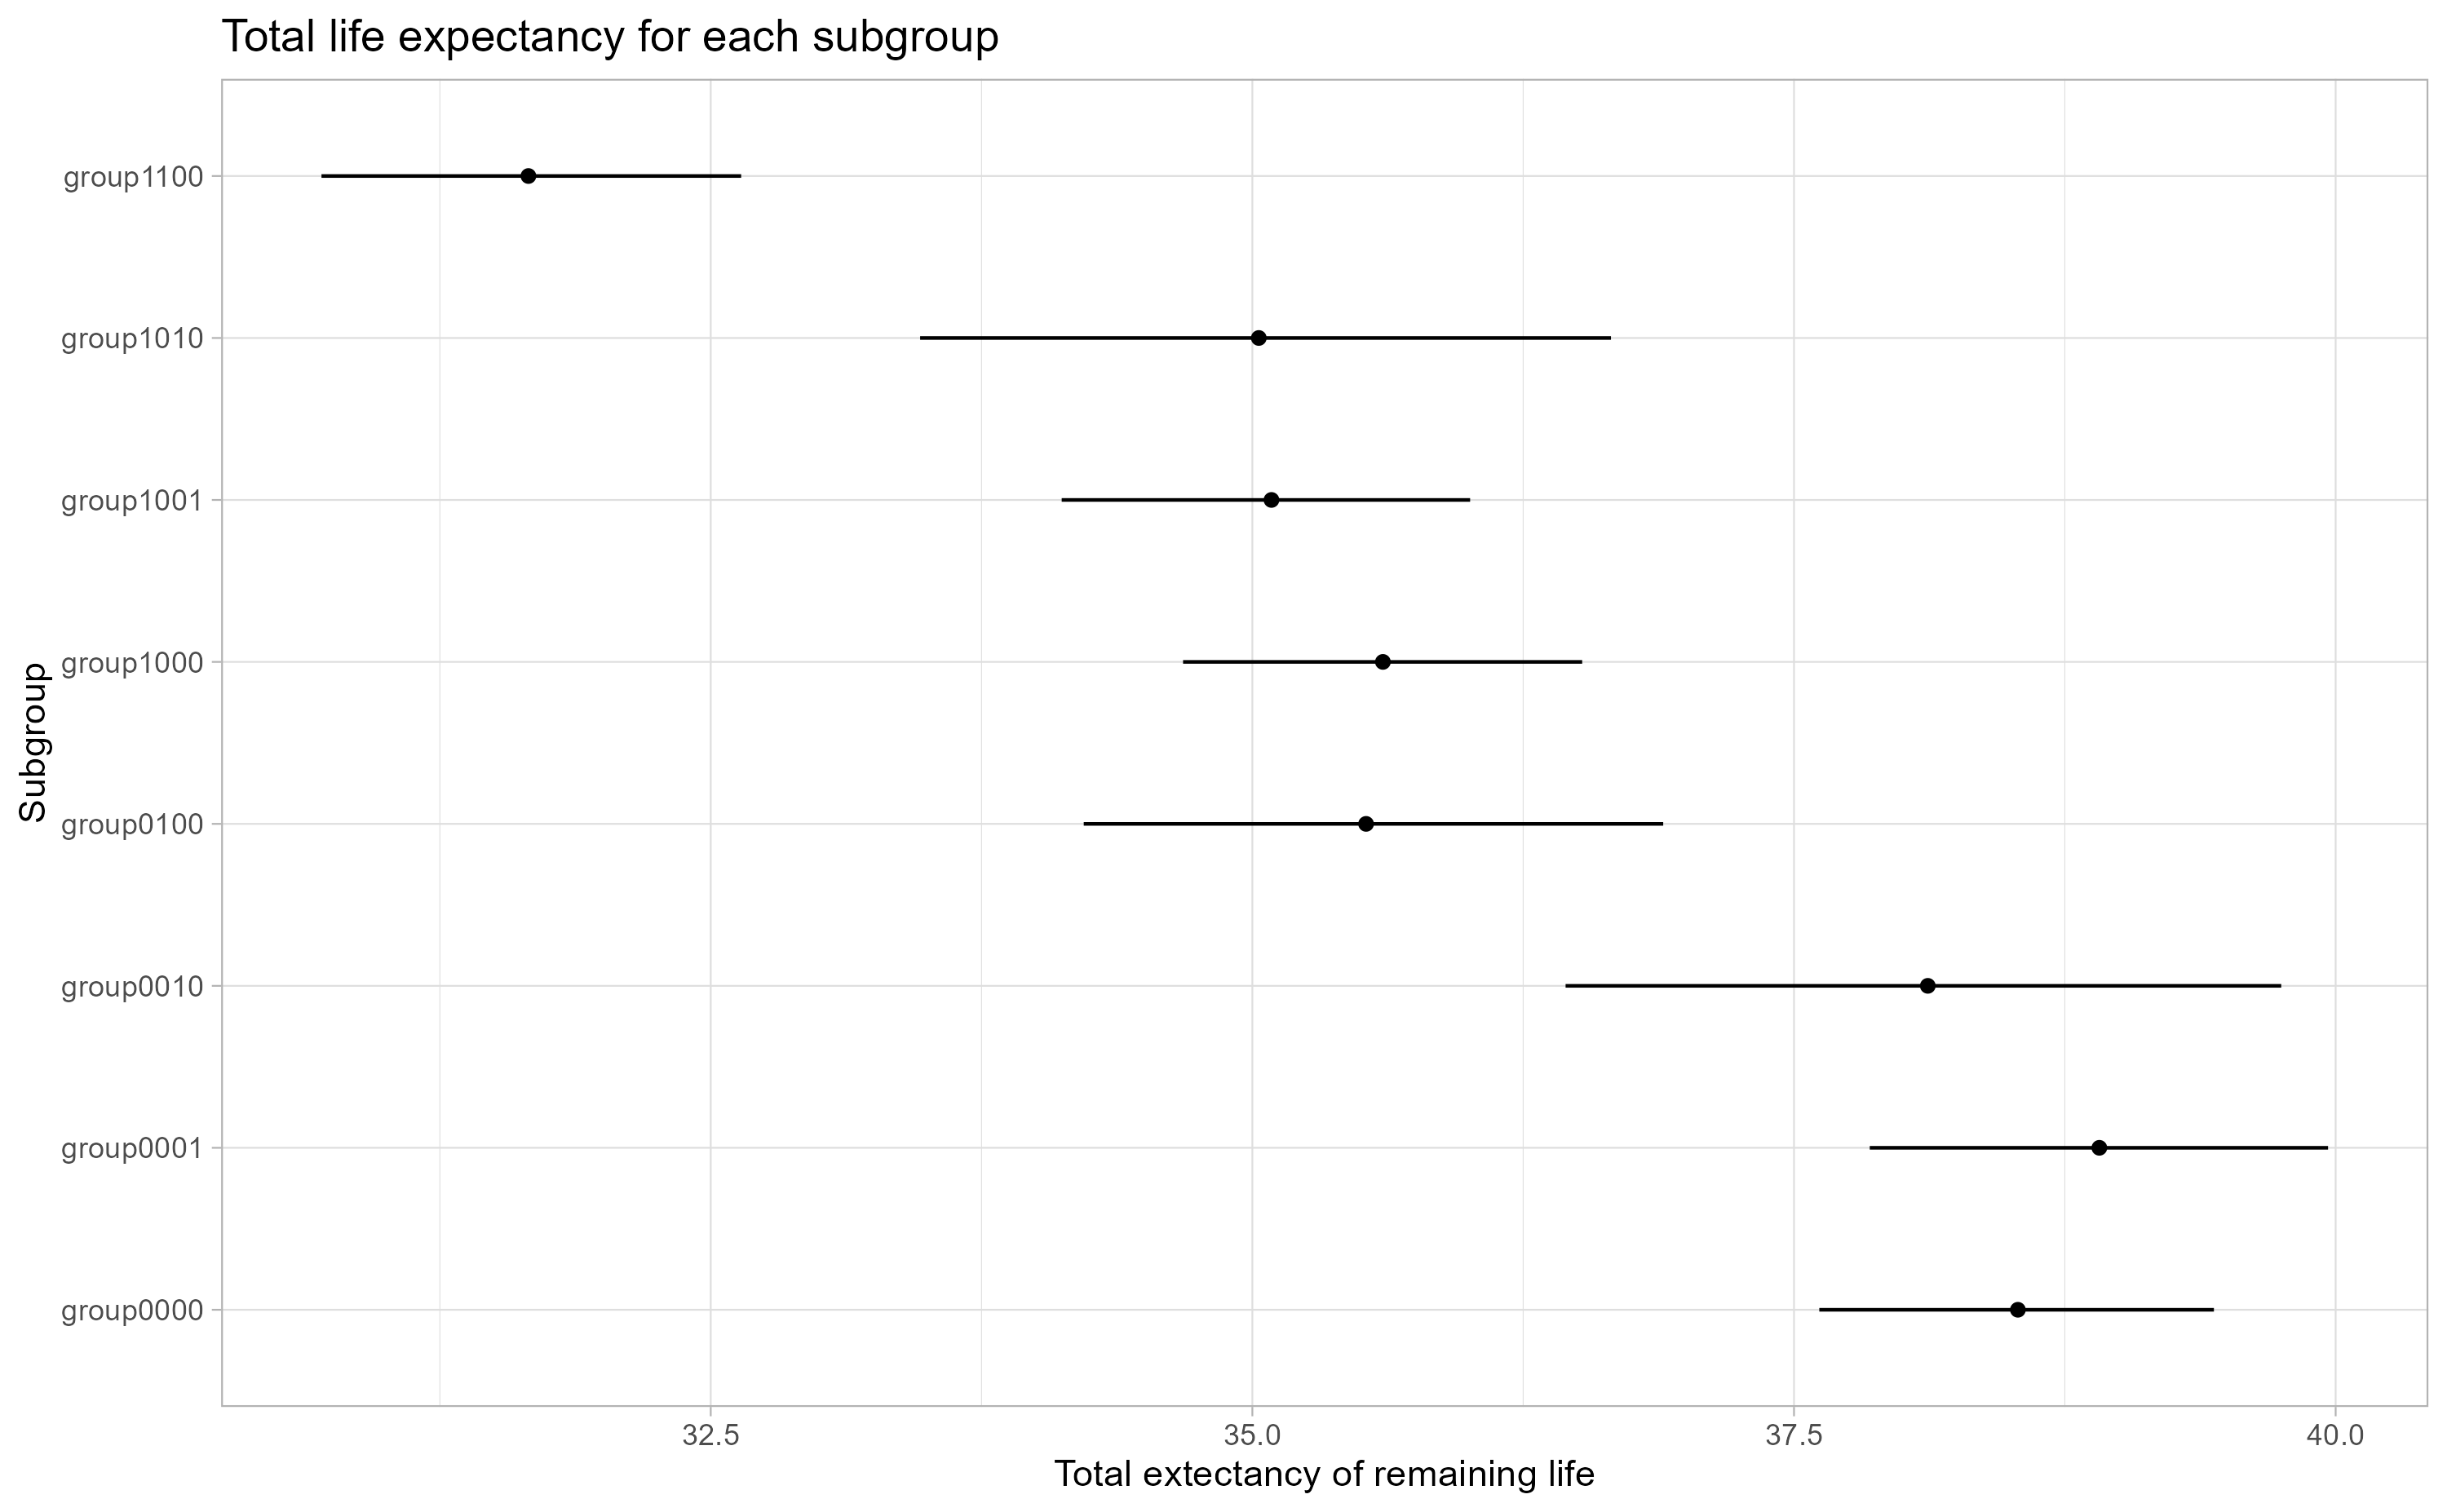 Total life expectancy for each subgroup
Subgroup
group1100
group1010
group1001
group1000
group0100
group0010
group0001
group0000
32.5 35.0 37.5 40.0
Total extectancy of remaining life